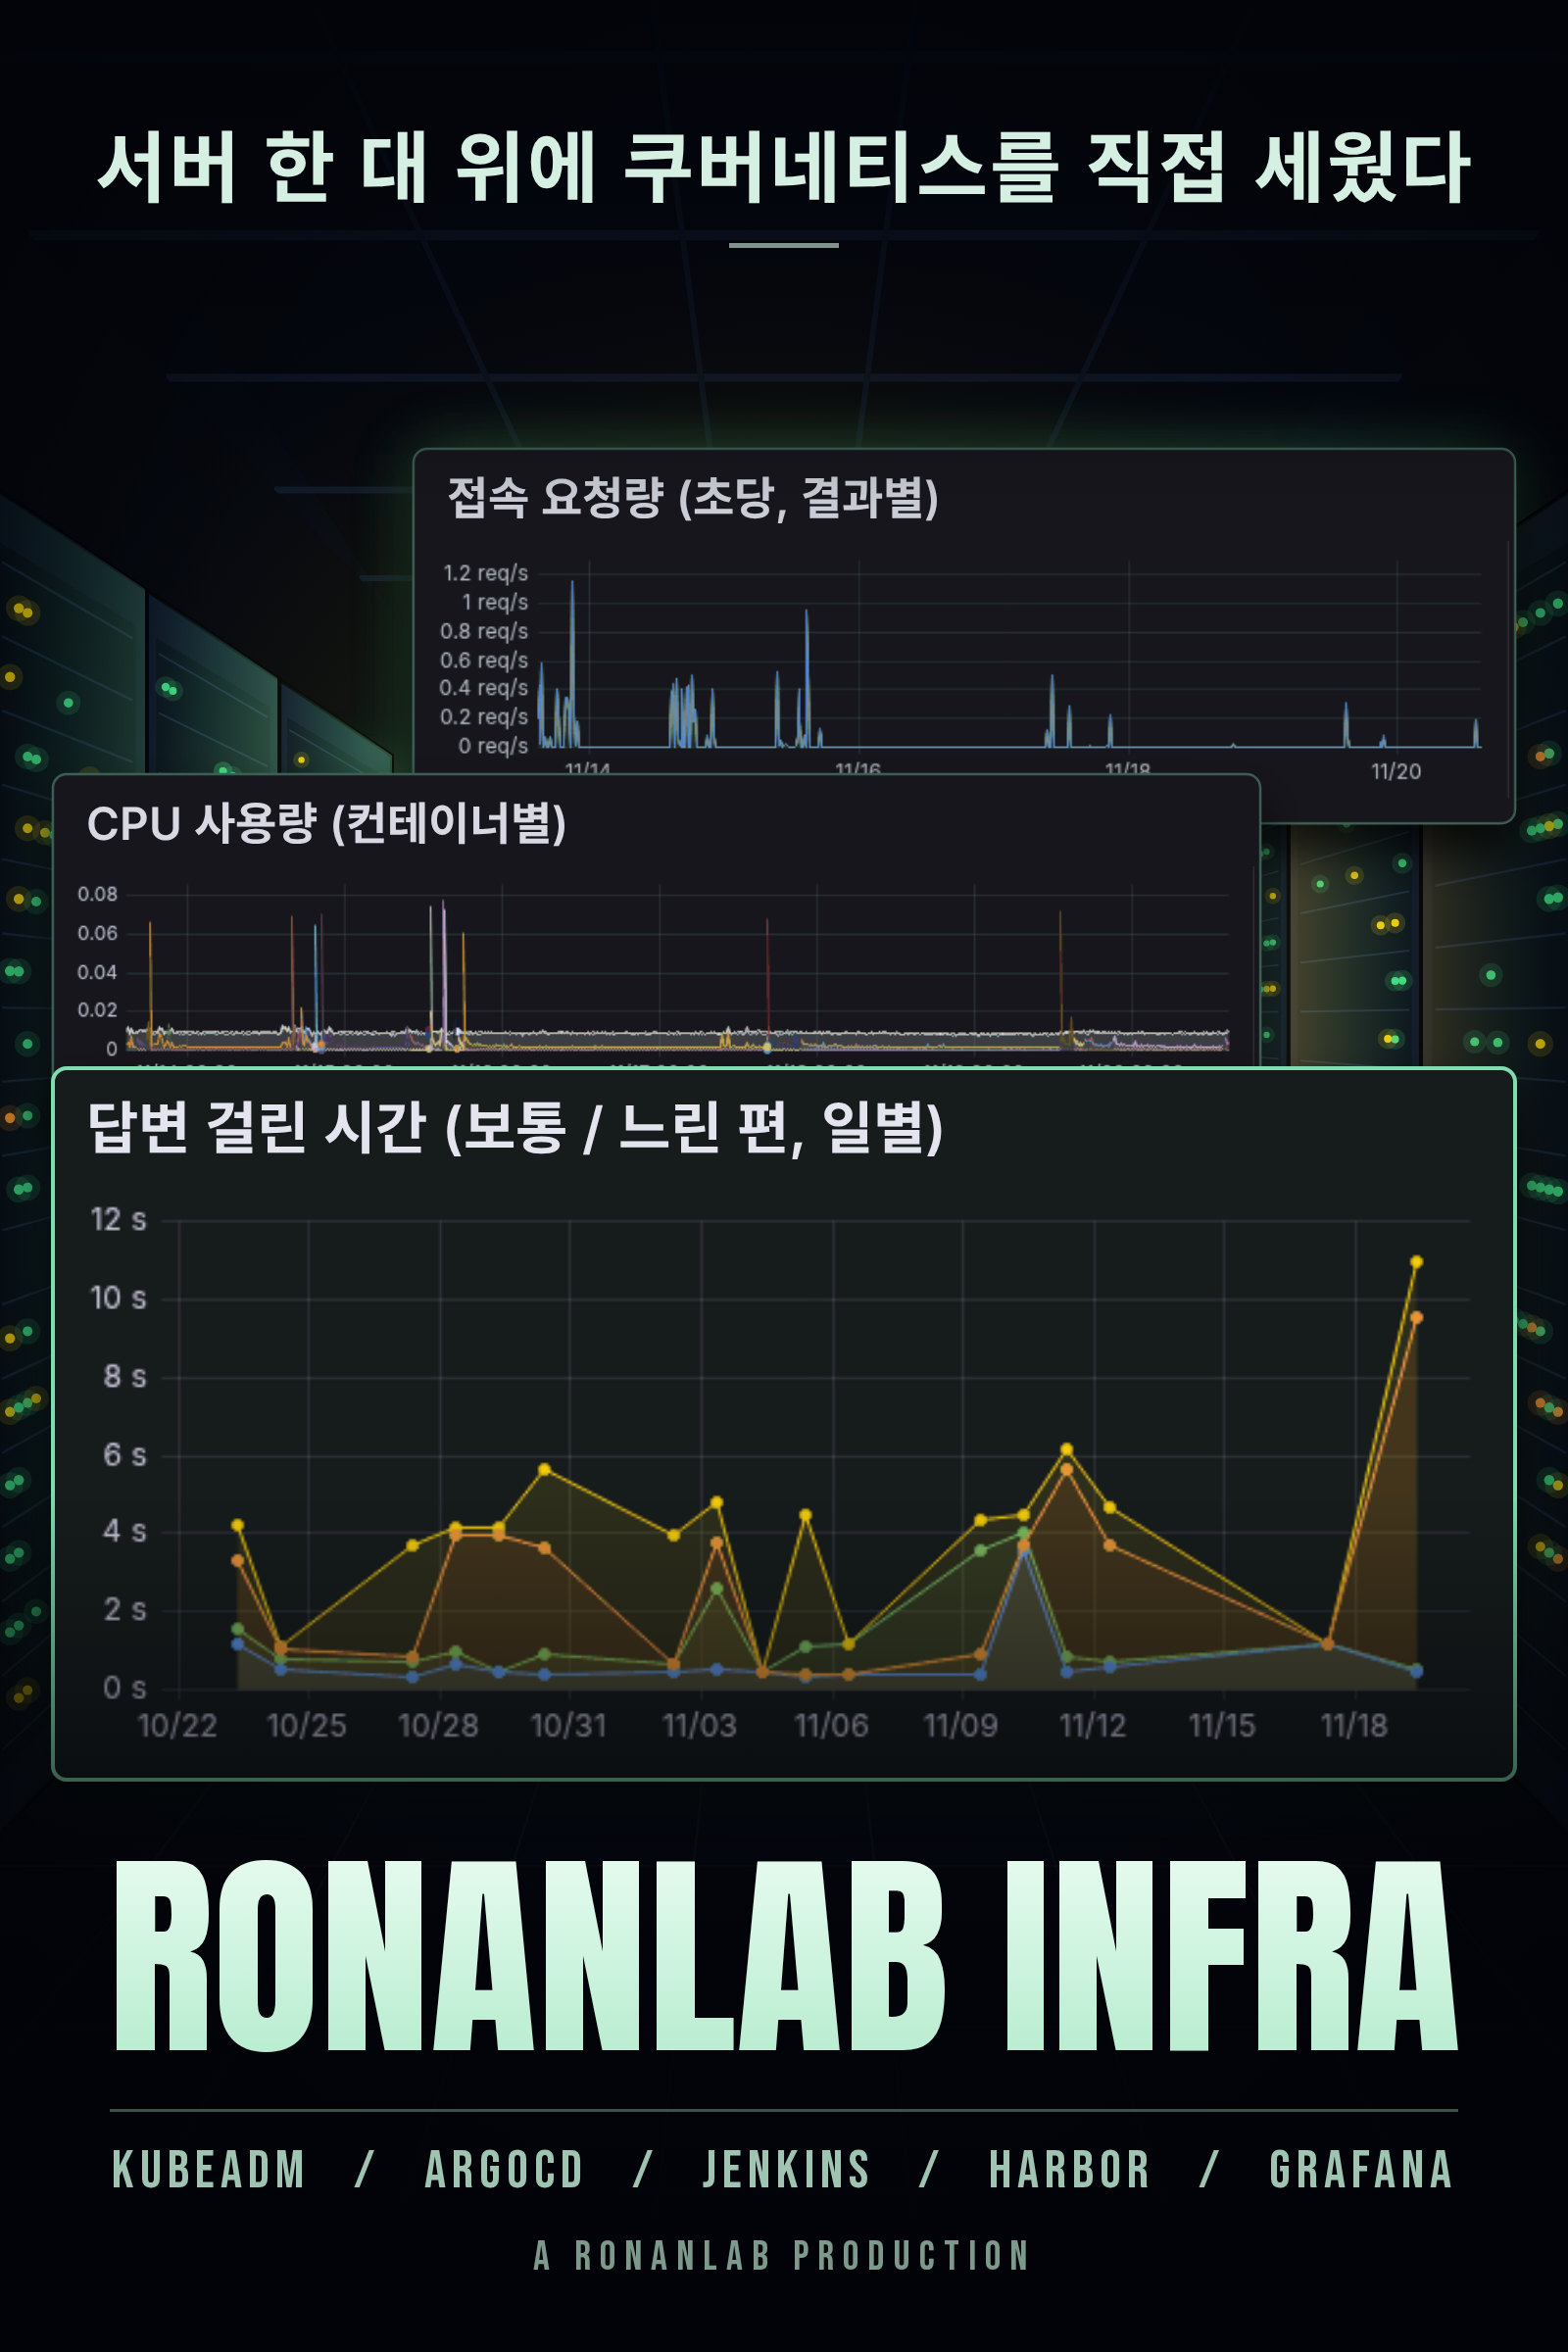 서버 한 대 위에 쿠버네티스를 직접 세웠다
접속 요청량 (초당, 결과별)
1.2 req/s
1 req/s
0.8 req/s
0.6 req/s
0.4 req/s
0.2 req/s
0 req/s
11/14 11/16 11/18 11/20
CPU 사용량 (컨테이너별)
0.08
0.06
0.04
0.02
0
답변 걸린 시간 (보통 / 느린 편, 일별)
12 s
10 s
8 s
6 s
4 s
2 s
0 s
10/22 10/25 10/28 10/31 11/03 11/06 11/09 11/12 11/15 11/18
RONANLAB INFRA
KUBEADM / ARGOCD / JENKINS / HARBOR / GRAFANA
A RONANLAB PRODUCTION